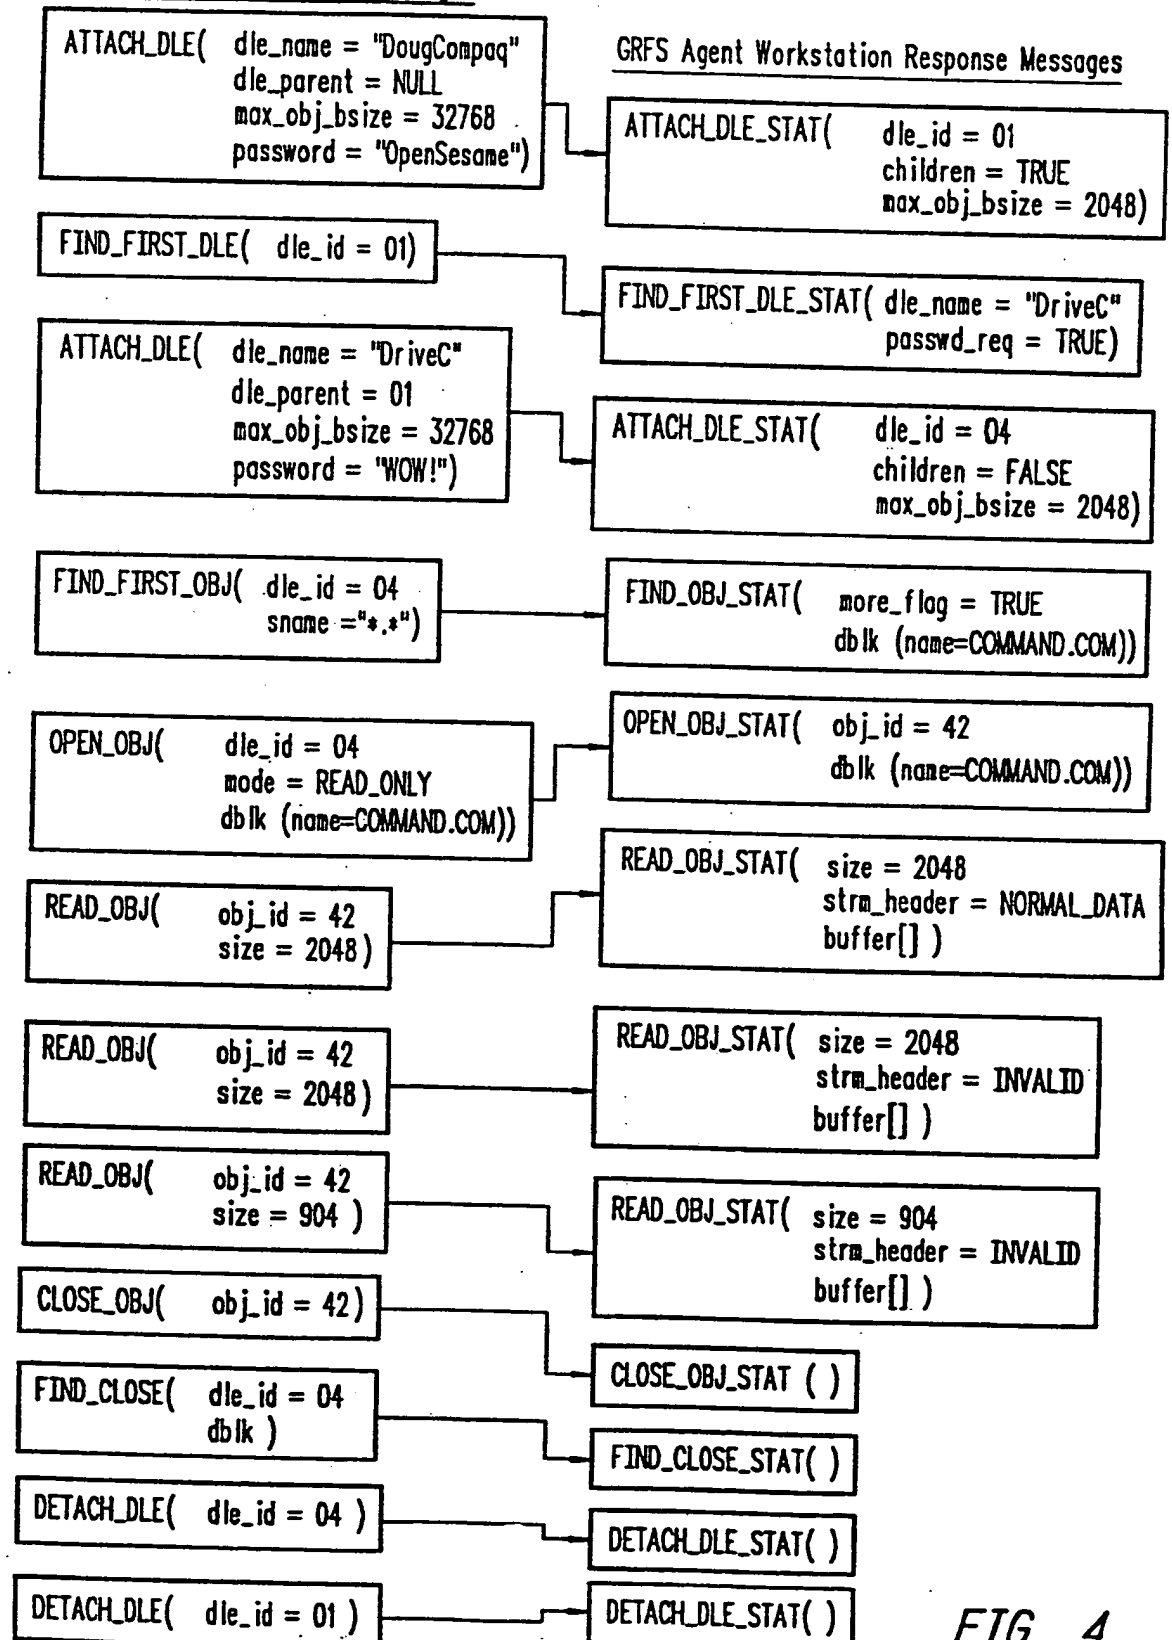 ATTACH_DLE( dle_name = "DougCompaq"
dle_parent = NULL
max_obj_bsize = 32768
password = "OpenSesame")
GRFS Agent Workstation Response Messages
ATTACH_DLE_STAT( dle_id = 01
children = TRUE
max_obj_bsize = 2048)
FIND_FIRST_DLE( dle_id = 01)
FIND_FIRST_DLE_STAT( dle_name = "DriveC"
passwd_req = TRUE)
ATTACH_DLE( dle_name = "DriveC"
dle_parent = 01
max_obj_bsize = 32768
password = "WOW!")
ATTACH_DLE_STAT( dle_id = 04
children = FALSE
max_obj_bsize = 2048)
FIND_FIRST_OBJ( dle_id = 04
sname ="*.*")
FIND_OBJ_STAT( more_flag = TRUE
dblk (name=COMMAND.COM))
OPEN_OBJ( dle_id = 04
mode = READ_ONLY
dblk (name=COMMAND.COM))
OPEN_OBJ_STAT( obj_id = 42
dblk (name=COMMAND.COM))
READ_OBJ( obj_id = 42
size = 2048)
READ_OBJ_STAT( size = 2048
strm_header = NORMAL_DATA
buffer[] )
READ_OBJ( obj_id = 42
size = 2048)
READ_OBJ_STAT( size = 2048
strm_header = INVALID
buffer[] )
READ_OBJ( obj_id = 42
size = 904 )
READ_OBJ_STAT( size = 904
strm_header = INVALID
buffer[] )
CLOSE_OBJ( obj_id = 42)
CLOSE_OBJ_STAT ( )
FIND_CLOSE( dle_id = 04
dblk )
FIND_CLOSE_STAT( )
DETACH_DLE( dle_id = 04 )
DETACH_DLE_STAT( )
DETACH_DLE( dle_id = 01 )
DETACH_DLE_STAT( )
FIG. 4